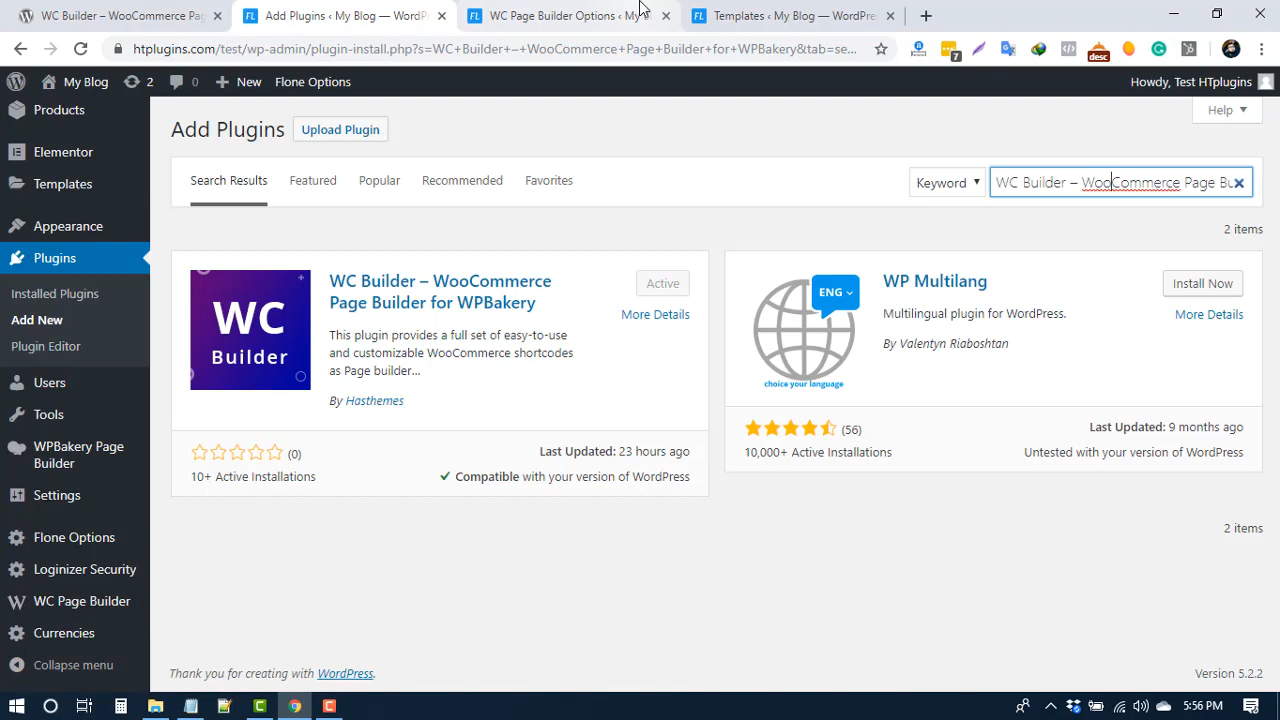 WC Builder – WooCommerce Pag
Add Plugins ‹ My Blog — WordPr
WC Page Builder Options ‹ My
Templates ‹ My Blog — WordPre
htplugins.com/test/wp-admin/plugin-install.php?s=WC+Builder+–+WooCommerce+Page+Builder+for+WPBakery&tab=se...
7
desc
My Blog
2
0
New
Flone Options
Howdy, Test HTplugins
Products
Elementor
Templates
Appearance
Plugins
Installed Plugins
Add New
Plugin Editor
Users
Tools
WPBakery Page
Builder
Settings
Flone Options
Loginizer Security
WC Page Builder
Currencies
Collapse menu
Help
Add Plugins
Upload Plugin
Search Results
Featured
Popular
Recommended
Favorites
Keyword
WC Builder – WooCommerce Page Bu
2 items
WC
Builder
WC Builder – WooCommerce
Page Builder for WPBakery
Active
More Details
This plugin provides a full set of easy-to-use
and customizable WooCommerce shortcodes
as Page builder...
By Hasthemes
(0)
Last Updated: 23 hours ago
10+ Active Installations
Compatible with your version of WordPress
ENG
choice your language
WP Multilang
Install Now
More Details
Multilingual plugin for WordPress.
By Valentyn Riaboshtan
(56)
Last Updated: 9 months ago
10,000+ Active Installations
Untested with your version of WordPress
2 items
Thank you for creating with WordPress.
Version 5.2.2
5:56 PM